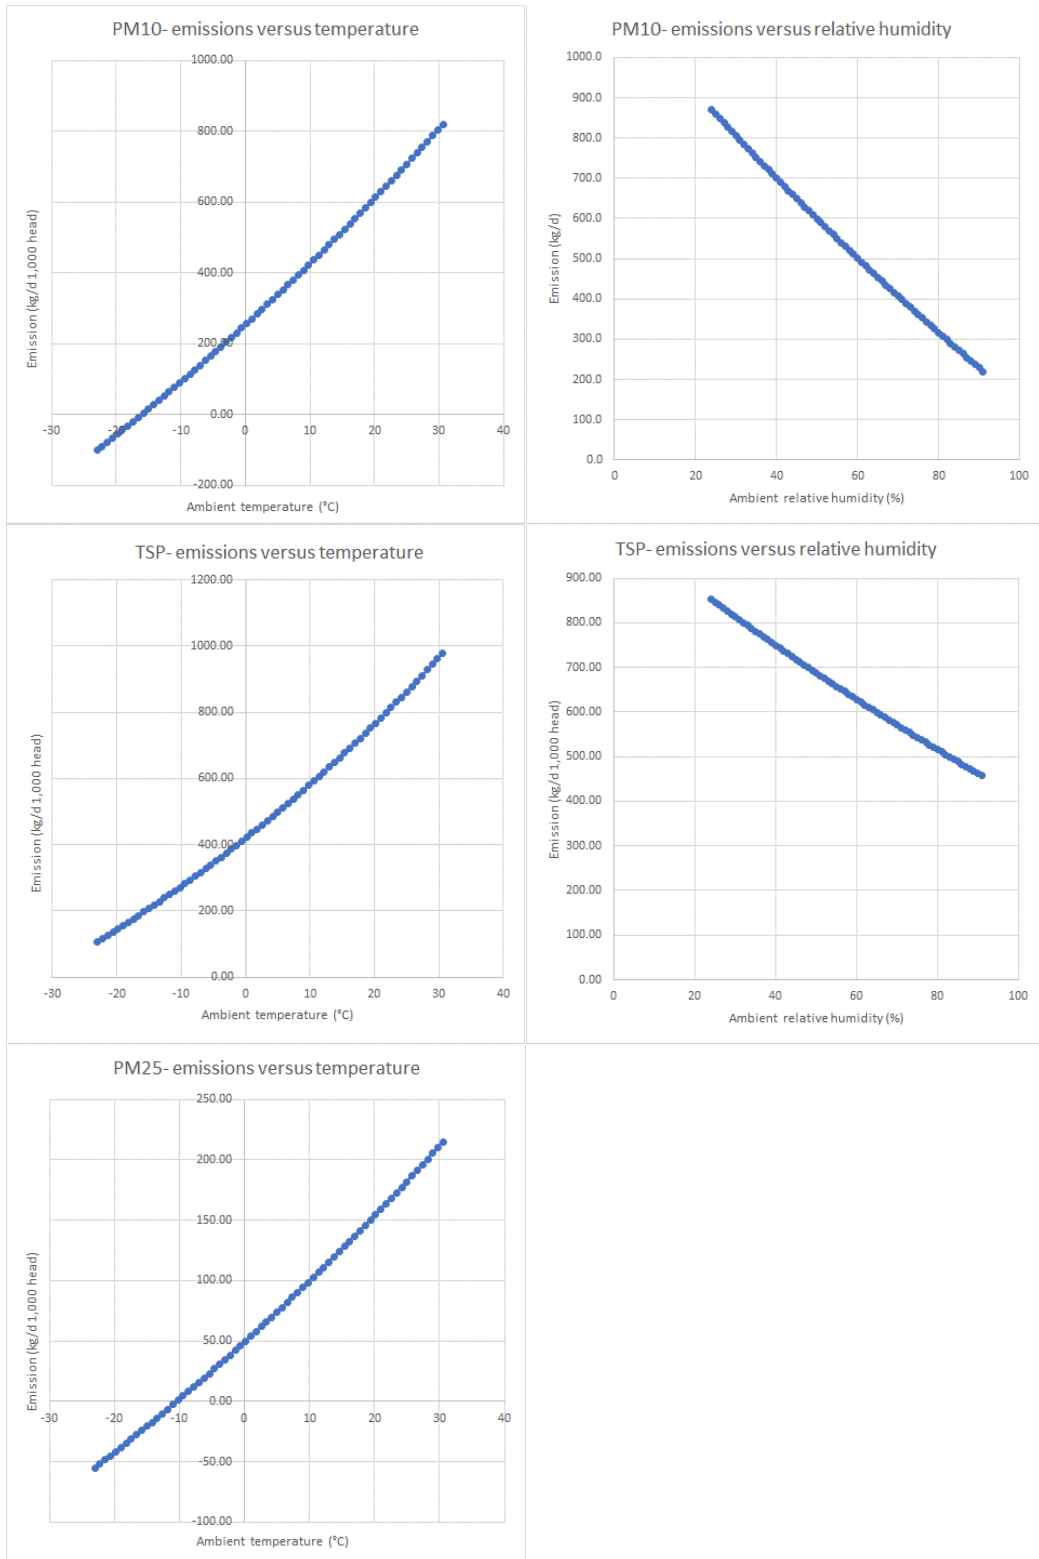 PM10- emissions versus temperature
1000.00
800.00
600.00
400.00
200.00
0.00
-200.00
-30 -20 -10 0 10 20 30 40
Emission (kg/d 1,000 head)
Ambient temperature (°C)
PM10- emissions versus relative humidity
1000.0
900.0
800.0
700.0
600.0
500.0
400.0
300.0
200.0
100.0
0.0
0 20 40 60 80 100
Emission (kg/d)
Ambient relative humidity (%)
TSP- emissions versus temperature
1200.00
1000.00
800.00
600.00
400.00
200.00
0.00
-30 -20 -10 0 10 20 30 40
Emission (kg/d 1,000 head)
Ambient temperature (°C)
TSP- emissions versus relative humidity
900.00
800.00
700.00
600.00
500.00
400.00
300.00
200.00
100.00
0.00
0 20 40 60 80 100
Emission (kg/d 1,000 head)
Ambient relative humidity (%)
PM25- emissions versus temperature
250.00
200.00
150.00
100.00
50.00
0.00
-50.00
-100.00
-30 -20 -10 0 10 20 30 40
Emission (kg/d 1,000 head)
Ambient temperature (°C)